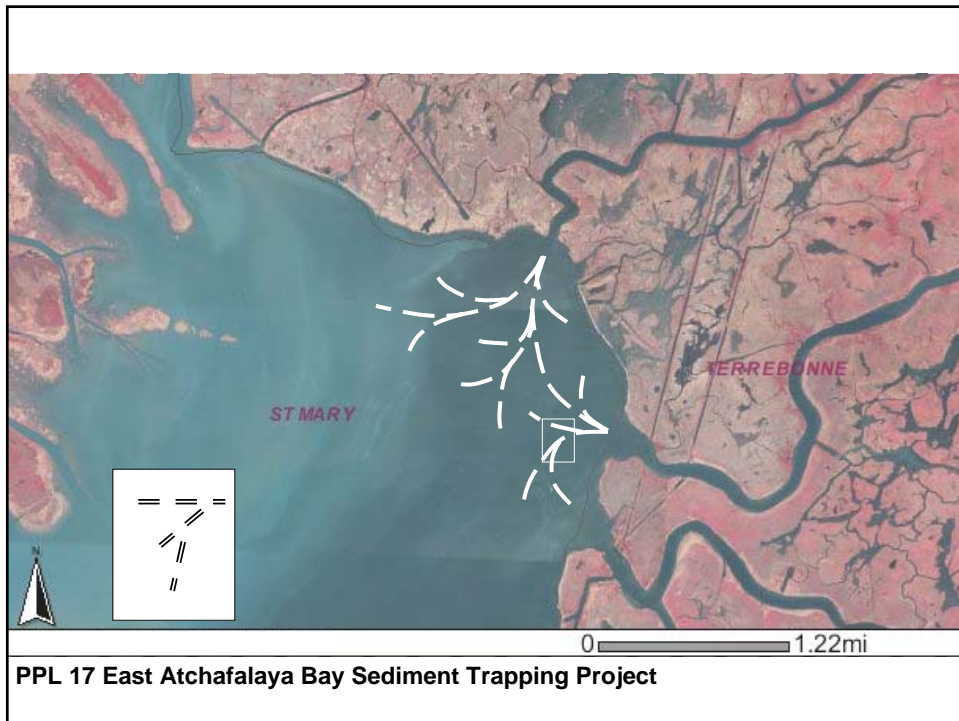 ST MARY
TERREBONNE
N
0 1.22mi
PPL 17 East Atchafalaya Bay Sediment Trapping Project